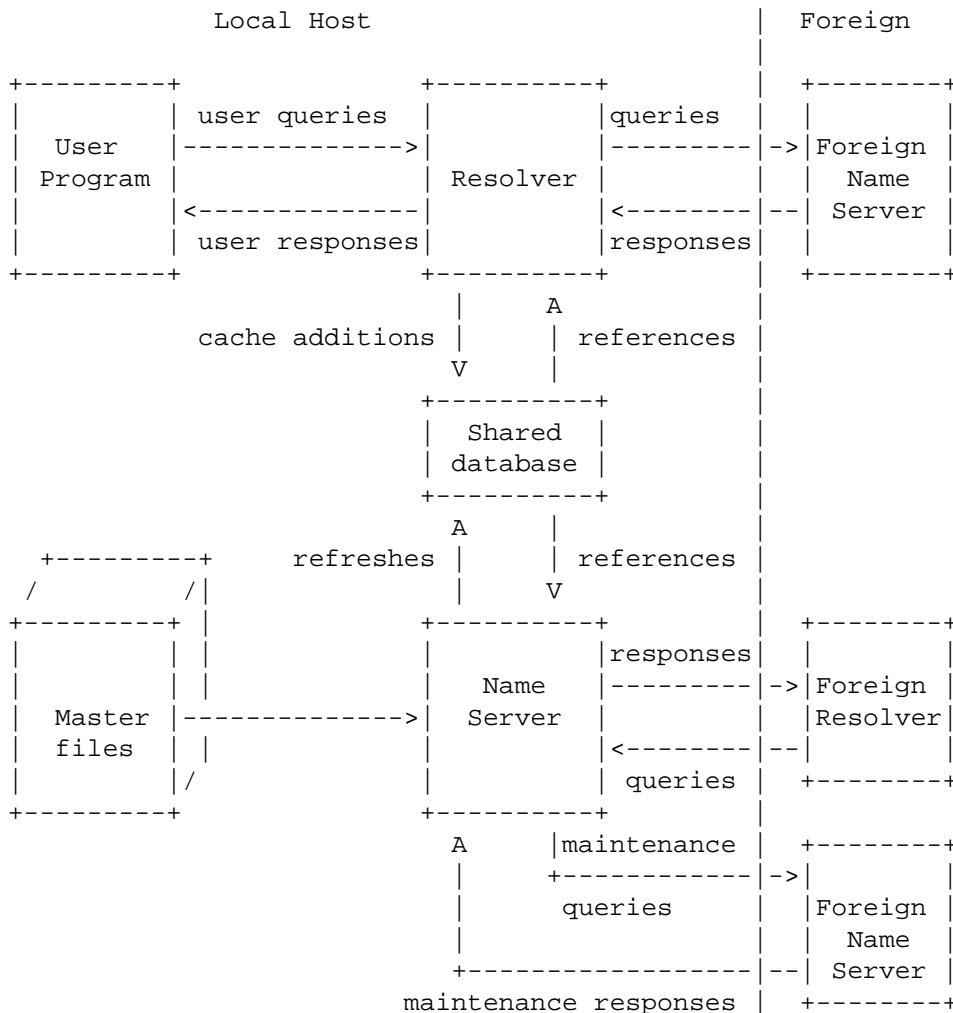 Local Host | Foreign
user queries queries
User Foreign
Program Resolver Name
Server
user responses responses
A
cache additions references
V
Shared
database
A
refreshes references
V
responses
Name Foreign
Master Server Resolver
files
queries
A maintenance
queries Foreign
Name
Server
maintenance responses